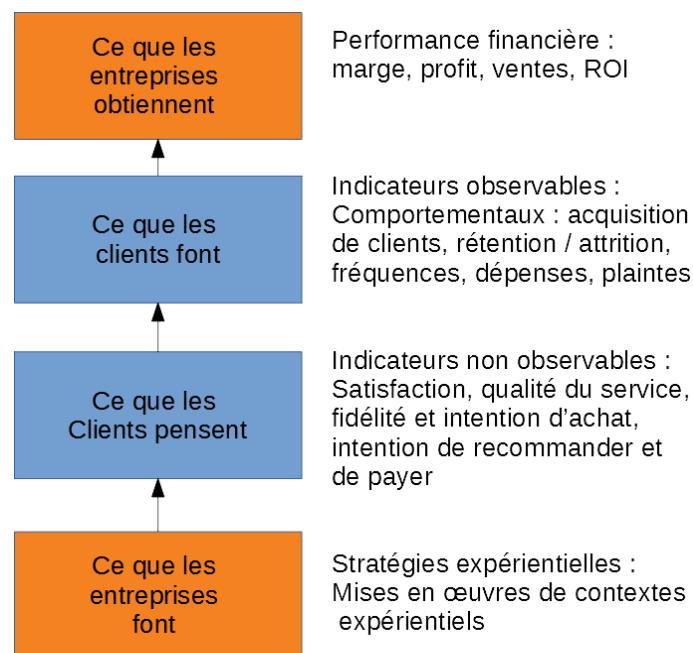 Ce que les
entreprises
obtiennent
Performance financière :
marge, profit, ventes, ROI
Ce que les
clients font
Indicateurs observables :
Comportementaux : acquisition
de clients, rétention / attrition,
fréquences, dépenses, plaintes
Ce que les
Clients pensent
Indicateurs non observables :
Satisfaction, qualité du service,
fidélité et intention d’achat,
intention de recommander et
de payer
Ce que les
entreprises
font
Stratégies expérientielles :
Mises en œuvres de contextes
expérientiels